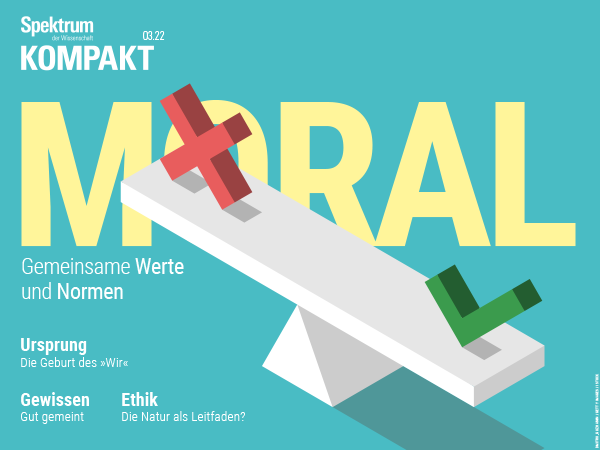 Spektrum
der Wissenschaft
03.22
KOMPAKT
MORAL
Gemeinsame Werte
und Normen
Ursprung
Die Geburt des »Wir«
Gewissen
Gut gemeint
Ethik
Die Natur als Leitfaden?